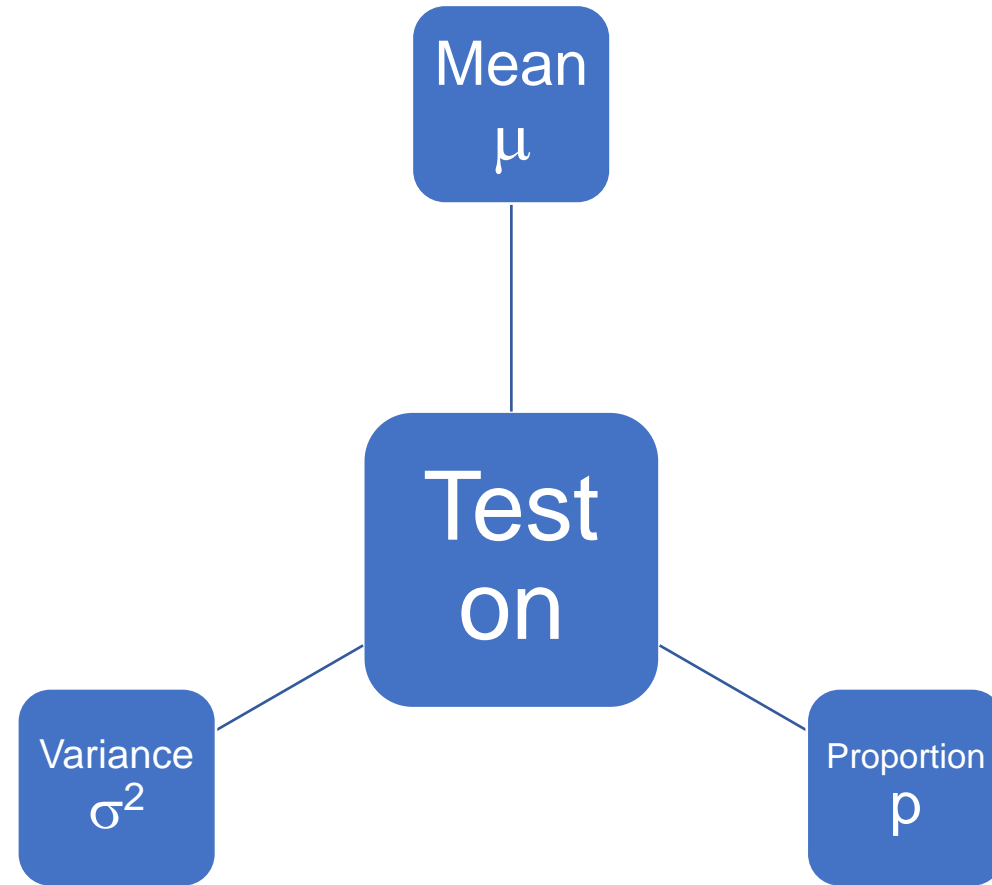 Mean
μ
Test
on
Variance
σ²
Proportion
p